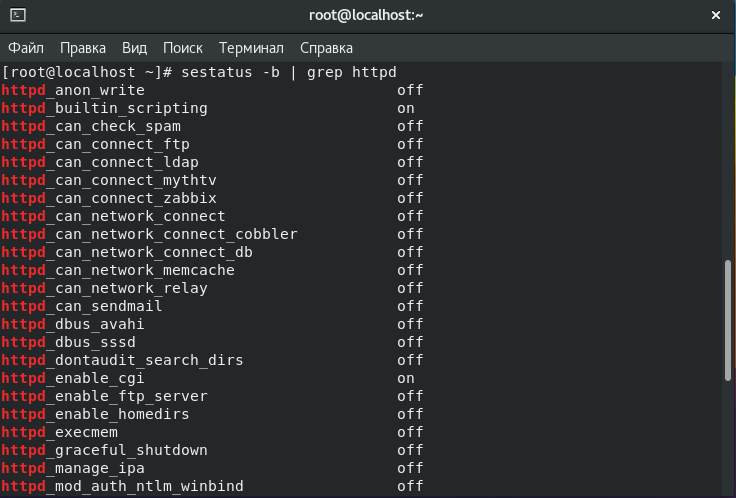 root@localhost:~
Файл Правка Вид Поиск Терминал Справка
[root@localhost ~]# sestatus -b | grep httpd
httpd_anon_write off
httpd_builtin_scripting on
httpd_can_check_spam off
httpd_can_connect_ftp off
httpd_can_connect_ldap off
httpd_can_connect_mythtv off
httpd_can_connect_zabbix off
httpd_can_network_connect off
httpd_can_network_connect_cobbler off
httpd_can_network_connect_db off
httpd_can_network_memcache off
httpd_can_network_relay off
httpd_can_sendmail off
httpd_dbus_avahi off
httpd_dbus_sssd off
httpd_dontaudit_search_dirs off
httpd_enable_cgi on
httpd_enable_ftp_server off
httpd_enable_homedirs off
httpd_execmem off
httpd_graceful_shutdown off
httpd_manage_ipa off
httpd_mod_auth_ntlm_winbind off